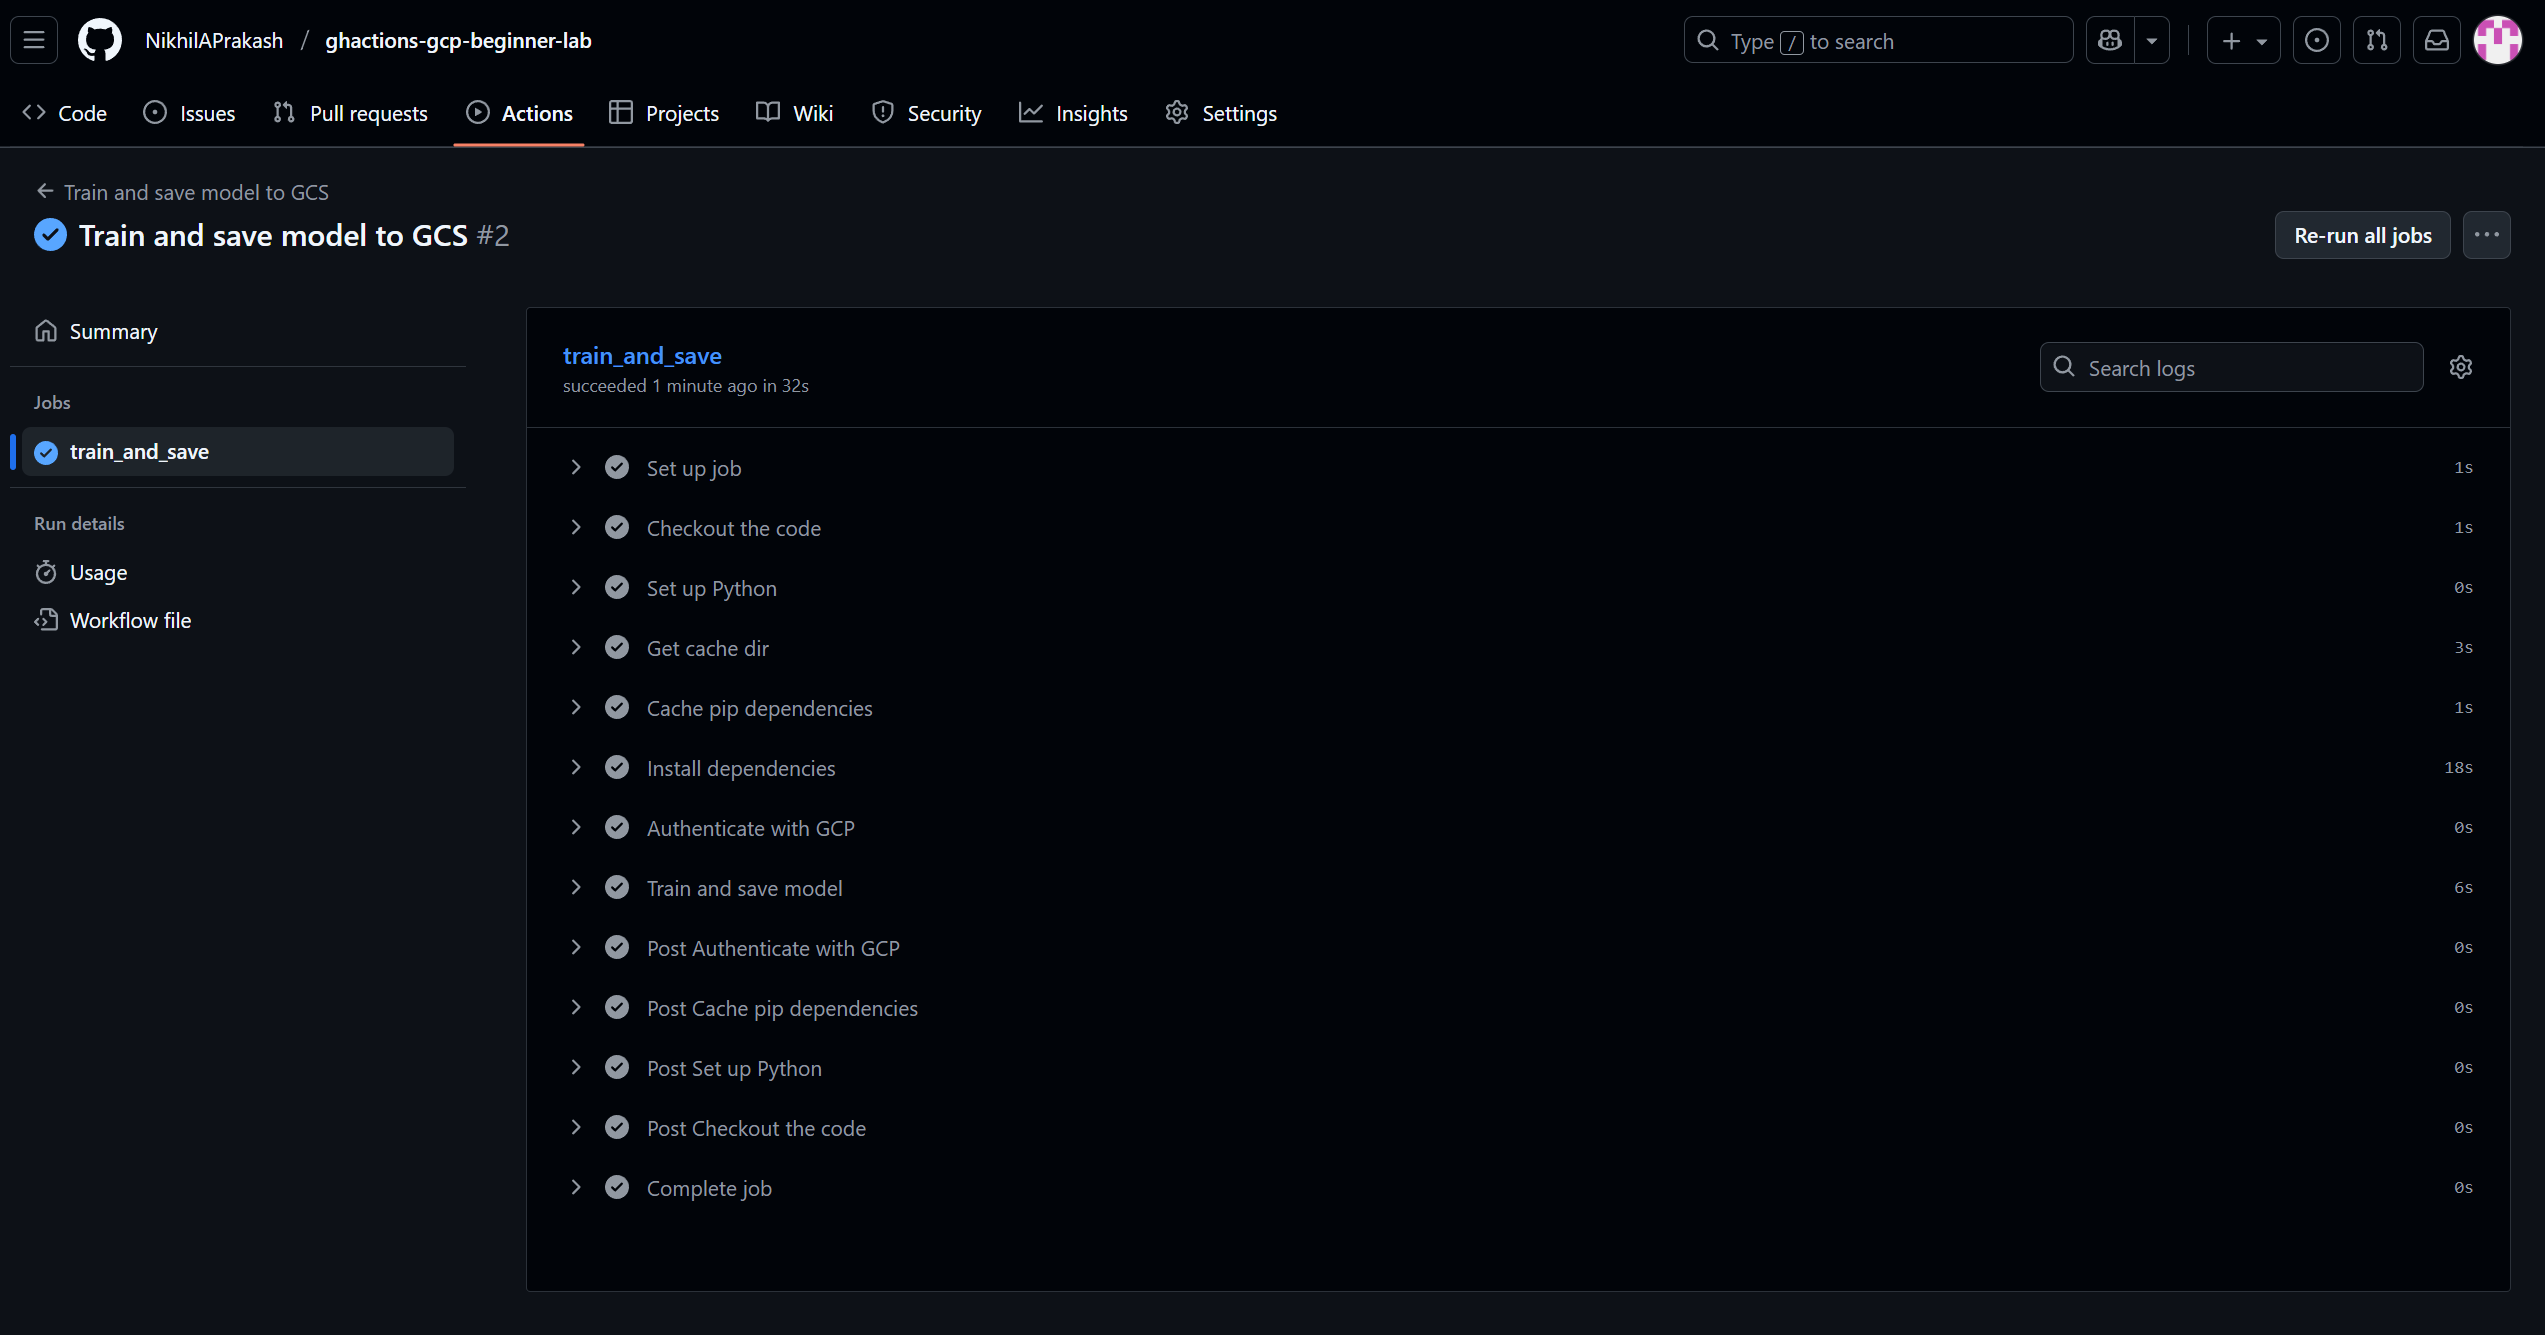 NikhilAPrakash / ghactions-gcp-beginner-lab
Type / to search
Code
Issues
Pull requests
Actions
Projects
Wiki
Security
Insights
Settings
Train and save model to GCS
Train and save model to GCS #2
Re-run all jobs
Summary
Jobs
train_and_save
Run details
Usage
Workflow file
train_and_save
succeeded 1 minute ago in 32s
Search logs
Set up job 1s
Checkout the code 1s
Set up Python 0s
Get cache dir 3s
Cache pip dependencies 1s
Install dependencies 18s
Authenticate with GCP 0s
Train and save model 6s
Post Authenticate with GCP 0s
Post Cache pip dependencies 0s
Post Set up Python 0s
Post Checkout the code 0s
Complete job 0s